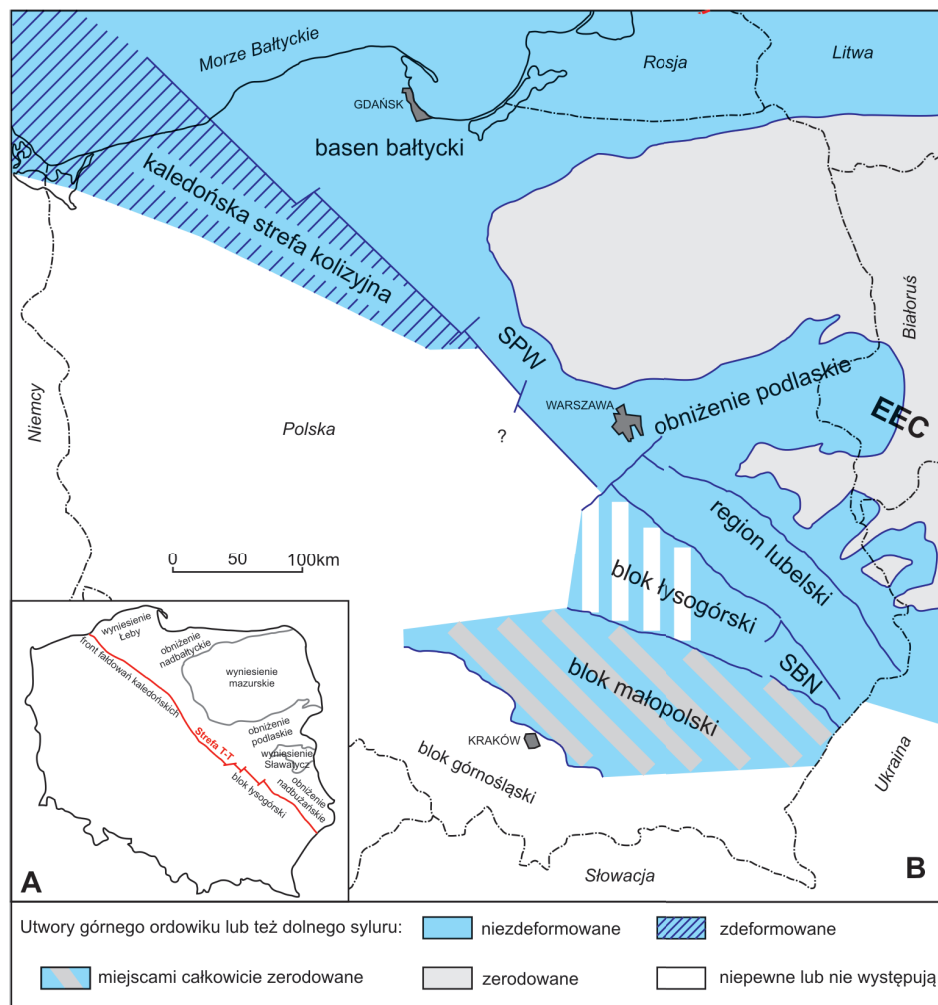 Morze Bałtyckie
Rosja
Litwa
GDAŃSK
basen bałtycki
kaledońska strefa kolizyjna
Białoruś
SPW
Niemcy
WARSZAWA
obniżenie podlaskie
EEC
Polska
?
region lubelski
0 50 100km
blok łysogórski
SBN
blok małopolski
KRAKÓW
blok górnośląski
Ukraina
Słowacja
B
wyniesienie
Łeby
obniżenie
nadbałtyckie
front fałdowań kaledońskich
wyniesienie
mazurskie
obniżenie
podlaskie
Strefa T-T
wyniesienie
Sławatycz
blok łysogórski
obniżenie
nadbużańskie
A
Utwory górnego ordowiku lub też dolnego syluru:
niezdeformowane
zdeformowane
miejscami całkowicie zerodowane
zerodowane
niepewne lub nie występują